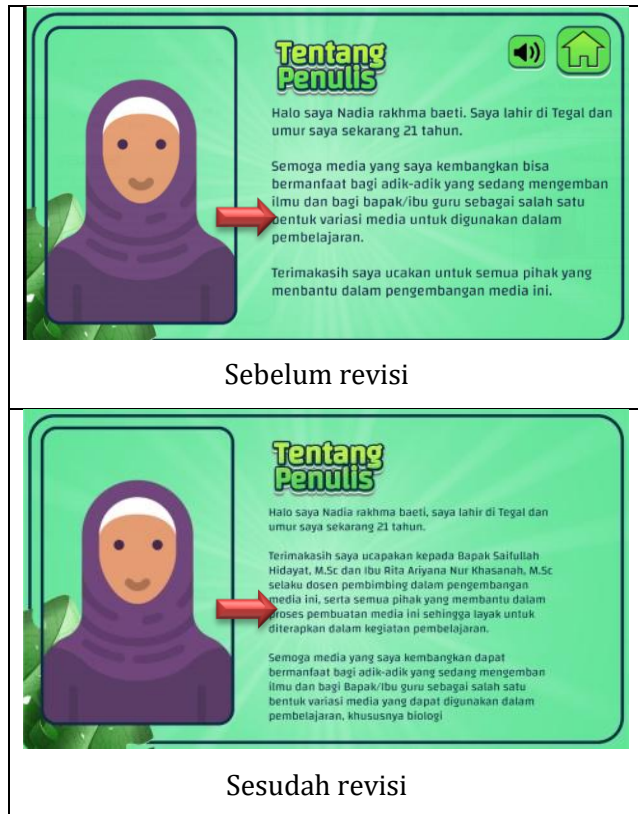 Tentang
Penulis
Halo saya Nadia rakhma baeti. Saya lahir di Tegal dan
umur saya sekarang 21 tahun.
Semoga media yang saya kembangkan bisa
bermanfaat bagi adik-adik yang sedang mengemban
ilmu dan bagi bapak/ibu guru sebagai salah satu
bentuk variasi media untuk digunakan dalam
pembelajaran.
Terimakasih saya ucakan untuk semua pihak yang
menbantu dalam pengembangan media ini.
Sebelum revisi
Tentang
Penulis
Halo saya Nadia rakhma baeti, saya lahir di Tegal dan
umur saya sekarang 21 tahun.
Terimakasih saya ucapakan kepada Bapak Saifullah
Hidayat, M.Sc dan Ibu Rita Ariyana Nur Khasanah, M.Sc
selaku dosen pembimbing dalam pengembangan
media ini, serta semua pihak yang membantu dalam
proses pembuatan media ini sehingga layak untuk
diterapkan dalam kegiatan pembelajaran.
Semoga media yang saya kembangkan dapat
bermanfaat bagi adik-adik yang sedang mengemban
ilmu dan bagi Bapak/Ibu guru sebagai salah satu
bentuk variasi media yang dapat digunakan dalam
pembelajaran, khususnya biologi
Sesudah revisi